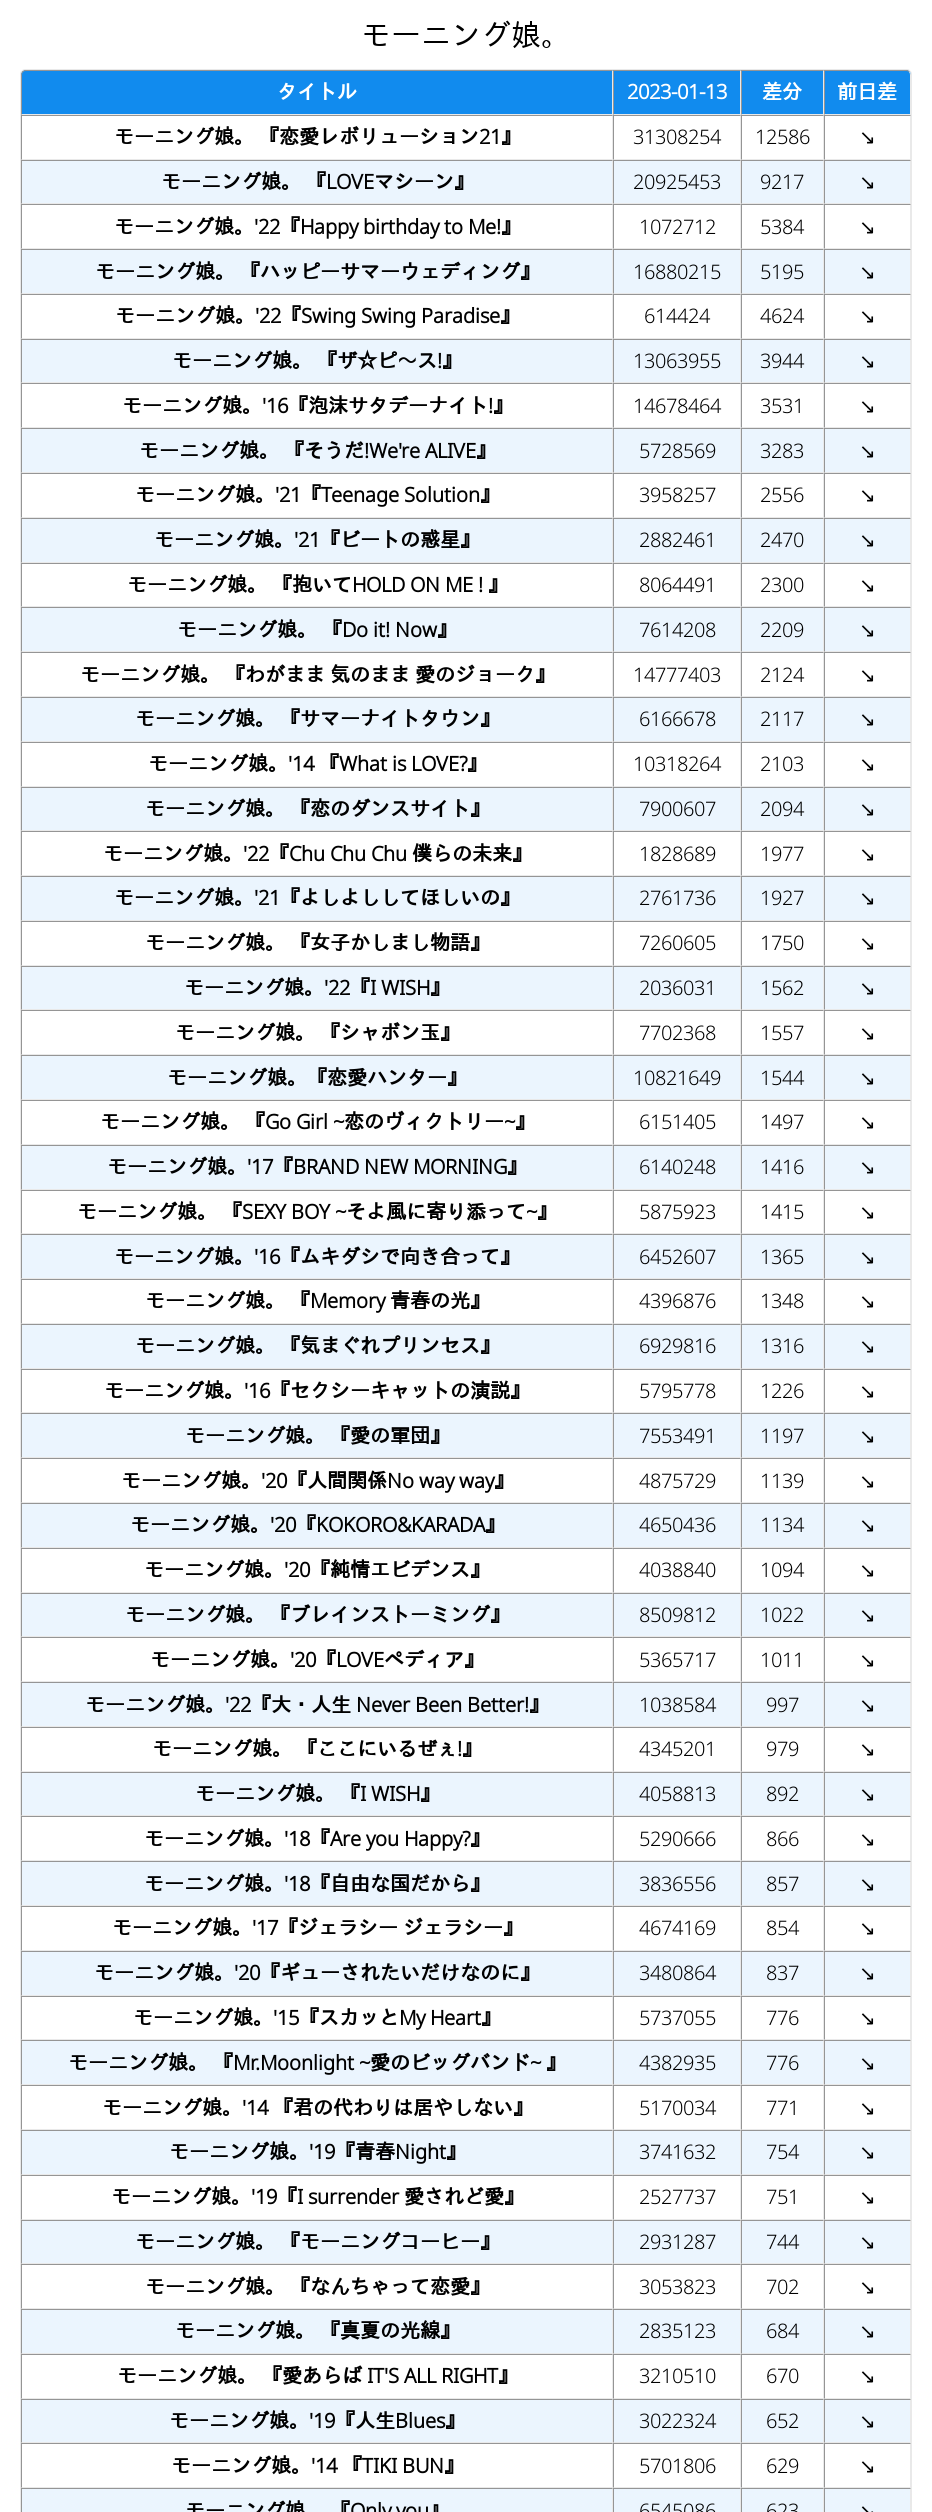 モーニング娘。
タイトル 2023-01-13 差分 前日差
モーニング娘。 『恋愛レボリューション21』 31308254 12586 ↘
モーニング娘。 『LOVEマシーン』 20925453 9217 ↘
モーニング娘。'22『Happy birthday to Me!』 1072712 5384 ↘
モーニング娘。 『ハッピーサマーウェディング』 16880215 5195 ↘
モーニング娘。'22『Swing Swing Paradise』 614424 4624 ↘
モーニング娘。 『ザ☆ピ〜ス!』 13063955 3944 ↘
モーニング娘。'16『泡沫サタデーナイト!』 14678464 3531 ↘
モーニング娘。 『そうだ!We're ALIVE』 5728569 3283 ↘
モーニング娘。'21『Teenage Solution』 3958257 2556 ↘
モーニング娘。'21『ビートの惑星』 2882461 2470 ↘
モーニング娘。 『抱いてHOLD ON ME ! 』 8064491 2300 ↘
モーニング娘。 『Do it! Now』 7614208 2209 ↘
モーニング娘。 『わがまま 気のまま 愛のジョーク』 14777403 2124 ↘
モーニング娘。 『サマーナイトタウン』 6166678 2117 ↘
モーニング娘。'14 『What is LOVE?』 10318264 2103 ↘
モーニング娘。 『恋のダンスサイト』 7900607 2094 ↘
モーニング娘。'22『Chu Chu Chu 僕らの未来』 1828689 1977 ↘
モーニング娘。'21『よしよししてほしいの』 2761736 1927 ↘
モーニング娘。 『女子かしまし物語』 7260605 1750 ↘
モーニング娘。'22『I WISH』 2036031 1562 ↘
モーニング娘。 『シャボン玉』 7702368 1557 ↘
モーニング娘。『恋愛ハンター』 10821649 1544 ↘
モーニング娘。 『Go Girl ~恋のヴィクトリー~』 6151405 1497 ↘
モーニング娘。'17『BRAND NEW MORNING』 6140248 1416 ↘
モーニング娘。 『SEXY BOY ~そよ風に寄り添って~』 5875923 1415 ↘
モーニング娘。'16『ムキダシで向き合って』 6452607 1365 ↘
モーニング娘。 『Memory 青春の光』 4396876 1348 ↘
モーニング娘。 『気まぐれプリンセス』 6929816 1316 ↘
モーニング娘。'16『セクシーキャットの演説』 5795778 1226 ↘
モーニング娘。 『愛の軍団』 7553491 1197 ↘
モーニング娘。'20『人間関係No way way』 4875729 1139 ↘
モーニング娘。'20『KOKORO&KARADA』 4650436 1134 ↘
モーニング娘。'20『純情エビデンス』 4038840 1094 ↘
モーニング娘。 『ブレインストーミング』 8509812 1022 ↘
モーニング娘。'20『LOVEペディア』 5365717 1011 ↘
モーニング娘。'22『大・人生 Never Been Better!』 1038584 997 ↘
モーニング娘。 『ここにいるぜぇ!』 4345201 979 ↘
モーニング娘。 『I WISH』 4058813 892 ↘
モーニング娘。'18『Are you Happy?』 5290666 866 ↘
モーニング娘。'18『自由な国だから』 3836556 857 ↘
モーニング娘。'17『ジェラシー ジェラシー』 4674169 854 ↘
モーニング娘。'20『ギューされたいだけなのに』 3480864 837 ↘
モーニング娘。'15『スカッとMy Heart』 5737055 776 ↘
モーニング娘。 『Mr.Moonlight ~愛のビッグバンド~ 』 4382935 776 ↘
モーニング娘。'14 『君の代わりは居やしない』 5170034 771 ↘
モーニング娘。'19『青春Night』 3741632 754 ↘
モーニング娘。'19『I surrender 愛されど愛』 2527737 751 ↘
モーニング娘。 『モーニングコーヒー』 2931287 744 ↘
モーニング娘。 『なんちゃって恋愛』 3053823 702 ↘
モーニング娘。 『真夏の光線』 2835123 684 ↘
モーニング娘。 『愛あらば IT'S ALL RIGHT』 3210510 670 ↘
モーニング娘。'19『人生Blues』 3022324 652 ↘
モーニング娘。'14 『TIKI BUN』 5701806 629 ↘
モーニング娘。 『Only you』 6545086 623 ↘